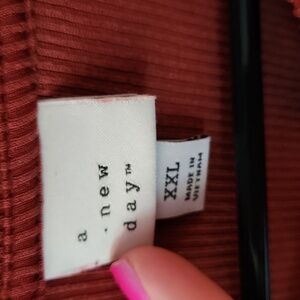 a
· new
day™
XXL
MADE IN
VIETNAM